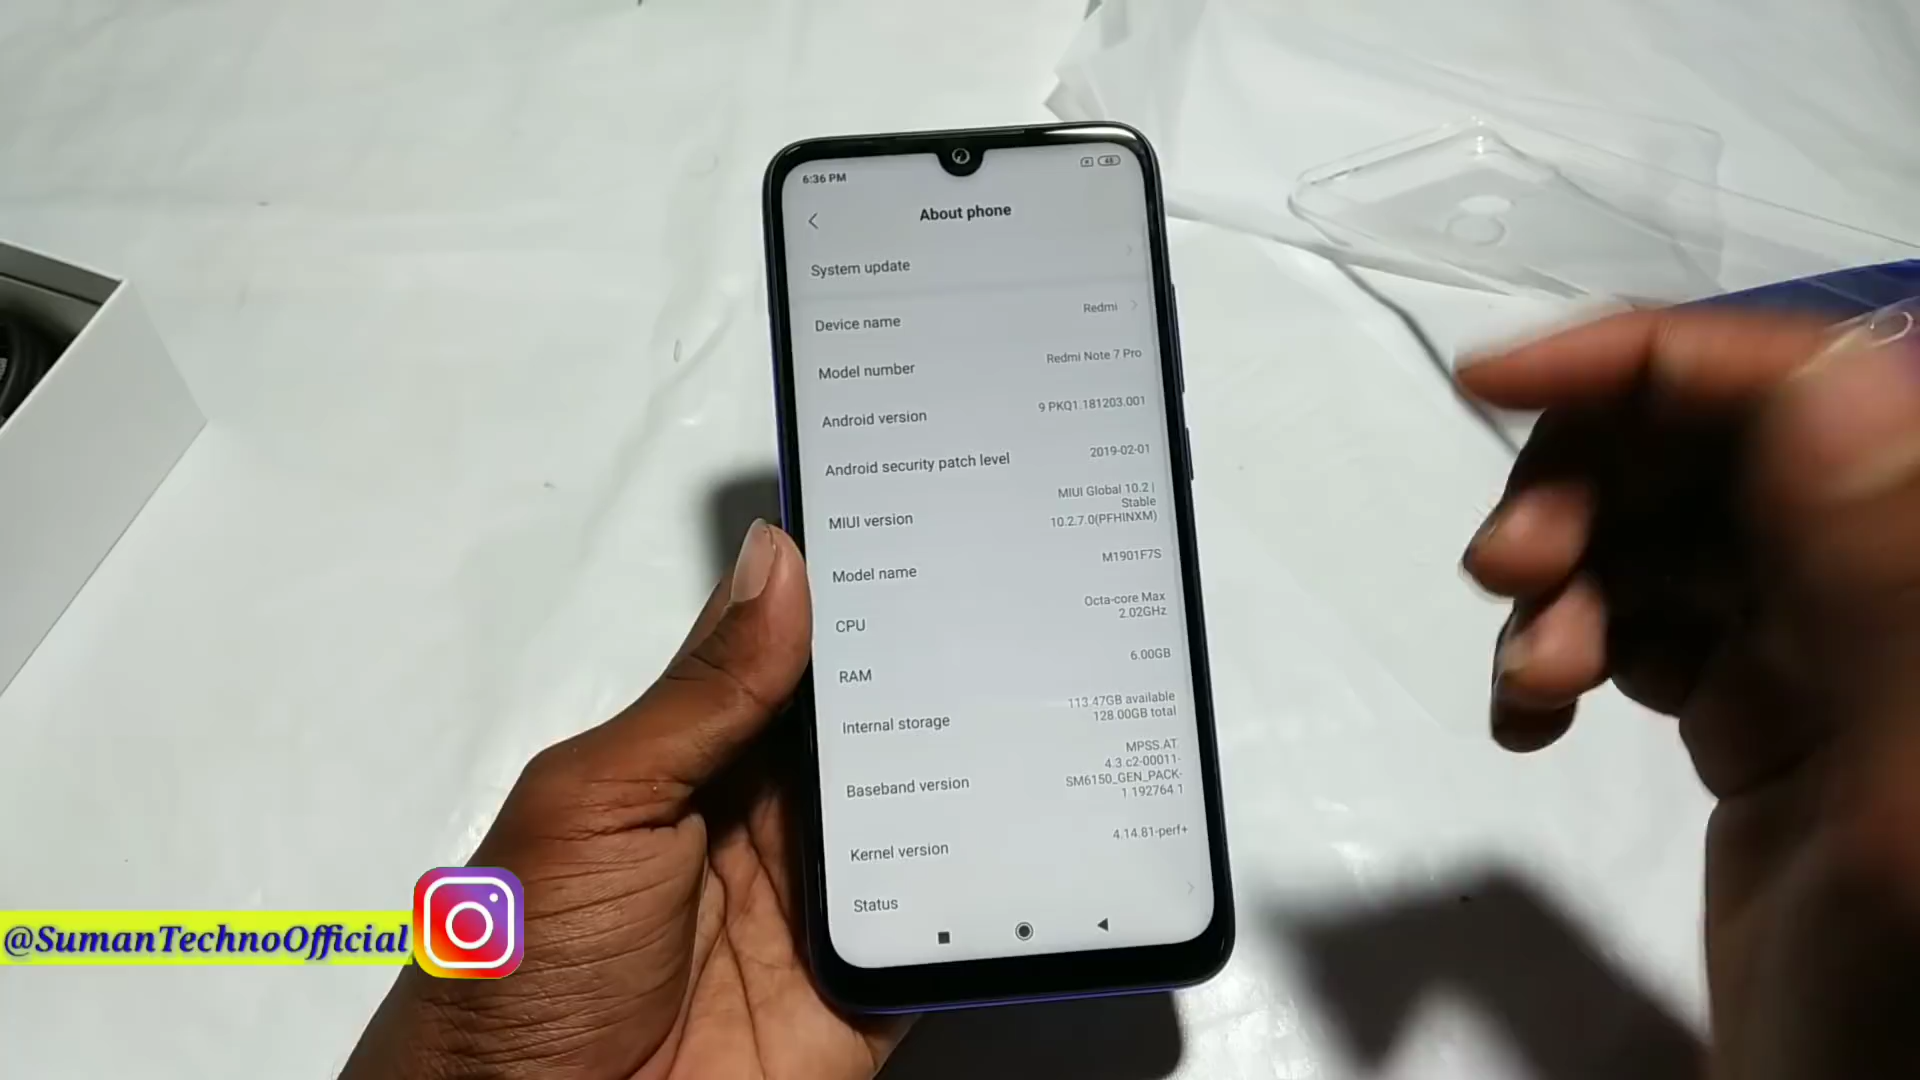 6:36 PM
48
About phone
System update
Device name
Redmi
Model number
Redmi Note 7 Pro
Android version
9 PKQ1.181203.001
Android security patch level
2019-02-01
MIUI version
MIUI Global 10.2 |
Stable
10.2.7.0(PFHINXM)
Model name
M1901F7S
CPU
Octa-core Max
2.02GHz
RAM
6.00GB
Internal storage
113.47GB available
128.00GB total
Baseband version
MPSS.AT.
4.3.c2-00011-
SM6150_GEN_PACK-
1.192764.1
Kernel version
4.14.81-perf+
Status
@SumanTechnoOfficial